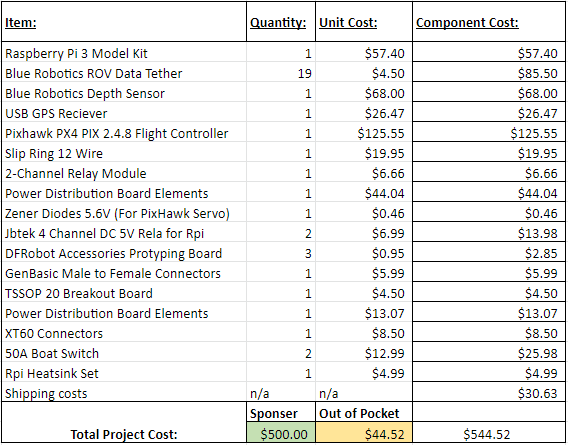 Item: Quantity: Unit Cost: Component Cost:
Raspberry Pi 3 Model Kit 1 $57.40 $57.40
Blue Robotics ROV Data Tether 19 $4.50 $85.50
Blue Robotics Depth Sensor 1 $68.00 $68.00
USB GPS Reciever 1 $26.47 $26.47
Pixhawk PX4 PIX 2.4.8 Flight Controller 1 $125.55 $125.55
Slip Ring 12 Wire 1 $19.95 $19.95
2-Channel Relay Module 1 $6.66 $6.66
Power Distribution Board Elements 1 $44.04 $44.04
Zener Diodes 5.6V (For PixHawk Servo) 1 $0.46 $0.46
Jbtek 4 Channel DC 5V Rela for Rpi 2 $6.99 $13.98
DFRobot Accessories Protyping Board 3 $0.95 $2.85
GenBasic Male to Female Connectors 1 $5.99 $5.99
TSSOP 20 Breakout Board 1 $4.50 $4.50
Power Distribution Board Elements 1 $13.07 $13.07
XT60 Connectors 1 $8.50 $8.50
50A Boat Switch 2 $12.99 $25.98
Rpi Heatsink Set 1 $4.99 $4.99
Shipping costs n/a n/a $30.63
Sponser Out of Pocket
Total Project Cost: $500.00 $44.52 $544.52